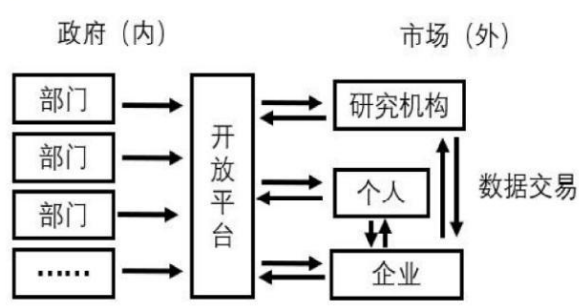 政府（内）
市场（外）
部门
部门
部门
......
开放平台
研究机构
个人
企业
数据交易